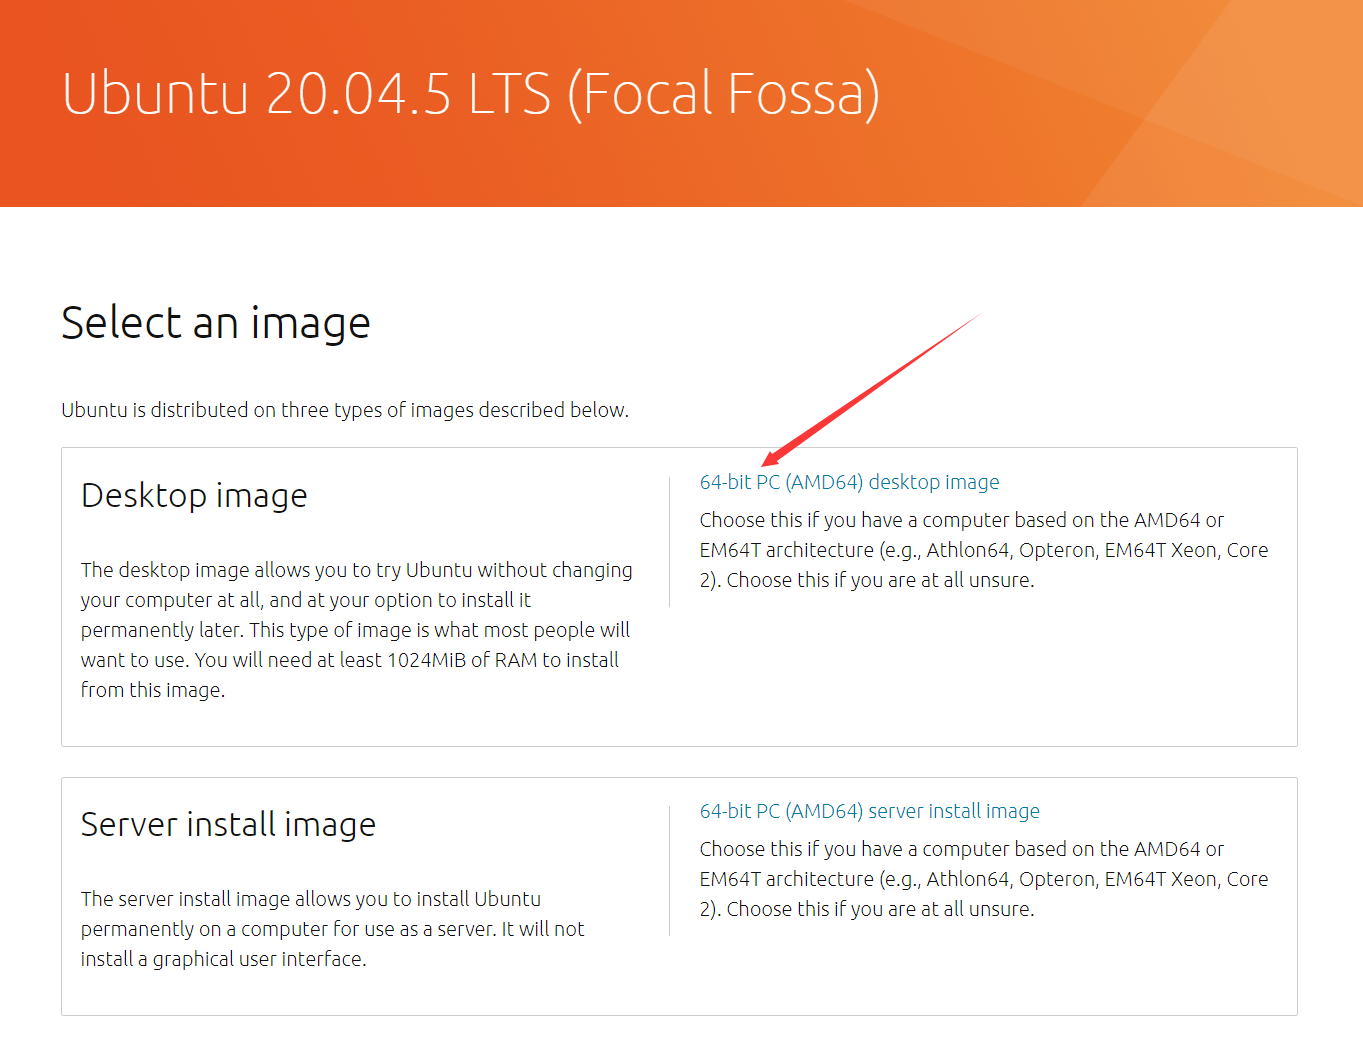 Ubuntu 20.04.5 LTS (Focal Fossa)
Select an image
Ubuntu is distributed on three types of images described below.
Desktop image
The desktop image allows you to try Ubuntu without changing
your computer at all, and at your option to install it
permanently later. This type of image is what most people will
want to use. You will need at least 1024MiB of RAM to install
from this image.
64-bit PC (AMD64) desktop image
Choose this if you have a computer based on the AMD64 or
EM64T architecture (e.g., Athlon64, Opteron, EM64T Xeon, Core
2). Choose this if you are at all unsure.
Server install image
The server install image allows you to install Ubuntu
permanently on a computer for use as a server. It will not
install a graphical user interface.
64-bit PC (AMD64) server install image
Choose this if you have a computer based on the AMD64 or
EM64T architecture (e.g., Athlon64, Opteron, EM64T Xeon, Core
2). Choose this if you are at all unsure.